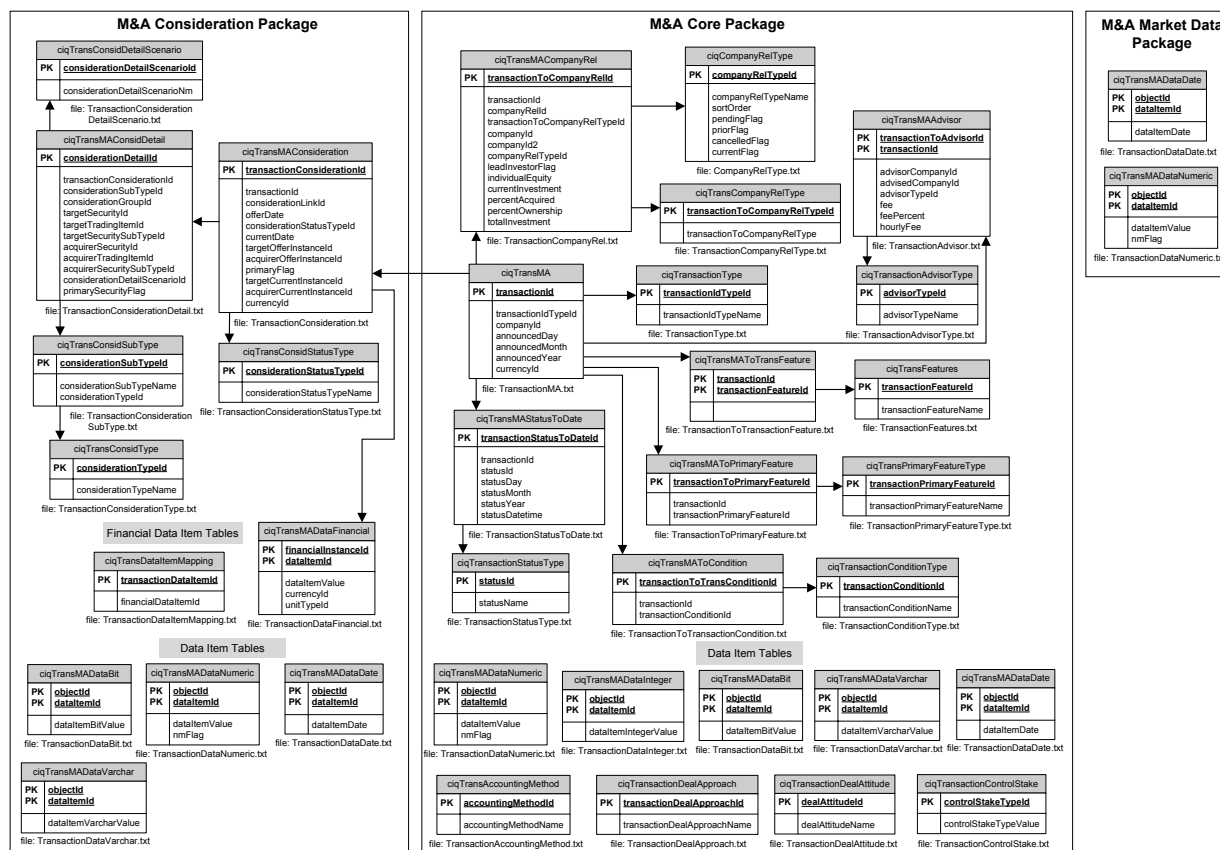 M&A Consideration Package
ciqTransConsidDetailScenario
PK considerationDetailScenarioId
considerationDetailScenarioNm
file: TransactionConsideration
DetailScenario.txt
ciqTransMAConsidDetail
PK considerationDetailId
transactionConsiderationId
considerationSubTypeId
considerationGroupId
targetSecurityId
targetTradingItemId
targetSecuritySubTypeId
acquirerSecurityId
acquirerTradingItemId
acquirerSecuritySubTypeId
considerationDetailScenarioId
primarySecurityFlag
file: TransactionConsiderationDetail.txt
ciqTransMAConsideration
PK transactionConsiderationId
transactionId
considerationLinkId
offerDate
considerationStatusTypeId
currentDate
targetOfferInstanceId
acquirerOfferInstanceId
primaryFlag
targetCurrentInstanceId
acquirerCurrentInstanceId
currencyId
file: TransactionConsideration.txt
ciqTransConsidSubType
PK considerationSubTypeId
considerationSubTypeName
considerationTypeId
file: TransactionConsideration
SubType.txt
ciqTransConsidStatusType
PK considerationStatusTypeId
considerationStatusTypeName
file: TransactionConsiderationStatusType.txt
ciqTransConsidType
PK considerationTypeId
considerationTypeName
file: TransactionConsiderationType.txt
Financial Data Item Tables
ciqTransDataItemMapping
PK transactionDataItemId
financialDataItemId
file: TransactionDataItemMapping.txt
ciqTransMADataFinancial
PK financialInstanceId
PK dataItemId
dataItemValue
currencyId
unitTypeId
file: TransactionDataFinancial.txt
Data Item Tables
ciqTransMADataBit
PK objectId
PK dataItemId
dataItemBitValue
file: TransactionDataBit.txt
ciqTransMADataNumeric
PK objectId
PK dataItemId
dataItemValue
nmFlag
file: TransactionDataNumeric.txt
ciqTransMADataDate
PK objectId
PK dataItemId
dataItemDate
file: TransactionDataDate.txt
ciqTransMADataVarchar
PK objectId
PK dataItemId
dataItemVarcharValue
file: TransactionDataVarchar.txt
M&A Core Package
ciqTransMACompanyRel
PK transactionToCompanyRelId
transactionId
companyRelId
transactionToCompanyRelTypeId
companyId
companyId2
companyRelTypeId
leadInvestorFlag
individualEquity
currentInvestment
percentAcquired
percentOwnership
totalInvestment
file: TransactionCompanyRel.txt
ciqCompanyRelType
PK companyRelTypeId
companyRelTypeName
sortOrder
pendingFlag
priorFlag
cancelledFlag
currentFlag
file: CompanyRelType.txt
ciqTransCompanyRelType
PK transactionToCompanyRelTypeId
transactionToCompanyRelType
file: TransactionCompanyRelType.txt
ciqTransMAAdvisor
PK transactionToAdvisorId
PK transactionId
advisorCompanyId
advisedCompanyId
advisorTypeId
fee
feePercent
hourlyFee
file: TransactionAdvisor.txt
ciqTransactionAdvisorType
PK advisorTypeId
advisorTypeName
file: TransactionAdvisorType.txt
ciqTransMA
PK transactionId
transactionIdTypeId
companyId
announcedDay
announcedMonth
announcedYear
currencyId
file: TransactionMA.txt
ciqTransactionType
PK transactionIdTypeId
transactionIdTypeName
file: TransactionType.txt
ciqTransMAToTransFeature
PK transactionId
PK transactionFeatureId
file: TransactionToTransactionFeature.txt
ciqTransFeatures
PK transactionFeatureId
transactionFeatureName
file: TransactionFeatures.txt
ciqTransMAStatusToDate
PK transactionStatusToDateId
transactionId
statusId
statusDay
statusMonth
statusYear
statusDatetime
file: TransactionStatusToDate.txt
ciqTransMAToPrimaryFeature
PK transactionToPrimaryFeatureId
transactionId
transactionPrimaryFeatureId
file: TransactionToPrimaryFeature.txt
ciqTransPrimaryFeatureType
PK transactionPrimaryFeatureId
transactionPrimaryFeatureName
file: TransactionPrimaryFeatureType.txt
ciqTransactionStatusType
PK statusId
statusName
file: TransactionStatusType.txt
ciqTransMAToCondition
PK transactionToTransConditionId
transactionId
transactionConditionId
file: TransactionToTransactionCondition.txt
ciqTransactionConditionType
PK transactionConditionId
transactionConditionName
file: TransactionConditionType.txt
Data Item Tables
ciqTransMADataNumeric
PK objectId
PK dataItemId
dataItemValue
nmFlag
file: TransactionDataNumeric.txt
ciqTransMADataInteger
PK objectId
PK dataItemId
dataItemIntegerValue
file: TransactionDataInteger.txt
ciqTransMADataBit
PK objectId
PK dataItemId
dataItemBitValue
file: TransactionDataBit.txt
ciqTransMADataVarchar
PK objectId
PK dataItemId
dataItemVarcharValue
file: TransactionDataVarchar.txt
ciqTransMADataDate
PK objectId
PK dataItemId
dataItemDate
file: TransactionDataDate.txt
ciqTransAccountingMethod
PK accountingMethodId
accountingMethodName
file: TransactionAccountingMethod.txt
ciqTransactionDealApproach
PK transactionDealApproachId
transactionDealApproachName
file: TransactionDealApproach.txt
ciqTransactionDealAttitude
PK dealAttitudeId
dealAttitudeName
file: TransactionDealAttitude.txt
ciqTransactionControlStake
PK controlStakeTypeId
controlStakeTypeValue
file: TransactionControlStake.txt
M&A Market Data
Package
ciqTransMADataDate
PK objectId
PK dataItemId
dataItemDate
file: TransactionDataDate.txt
ciqTransMADataNumeric
PK objectId
PK dataItemId
dataItemValue
nmFlag
file: TransactionDataNumeric.txt